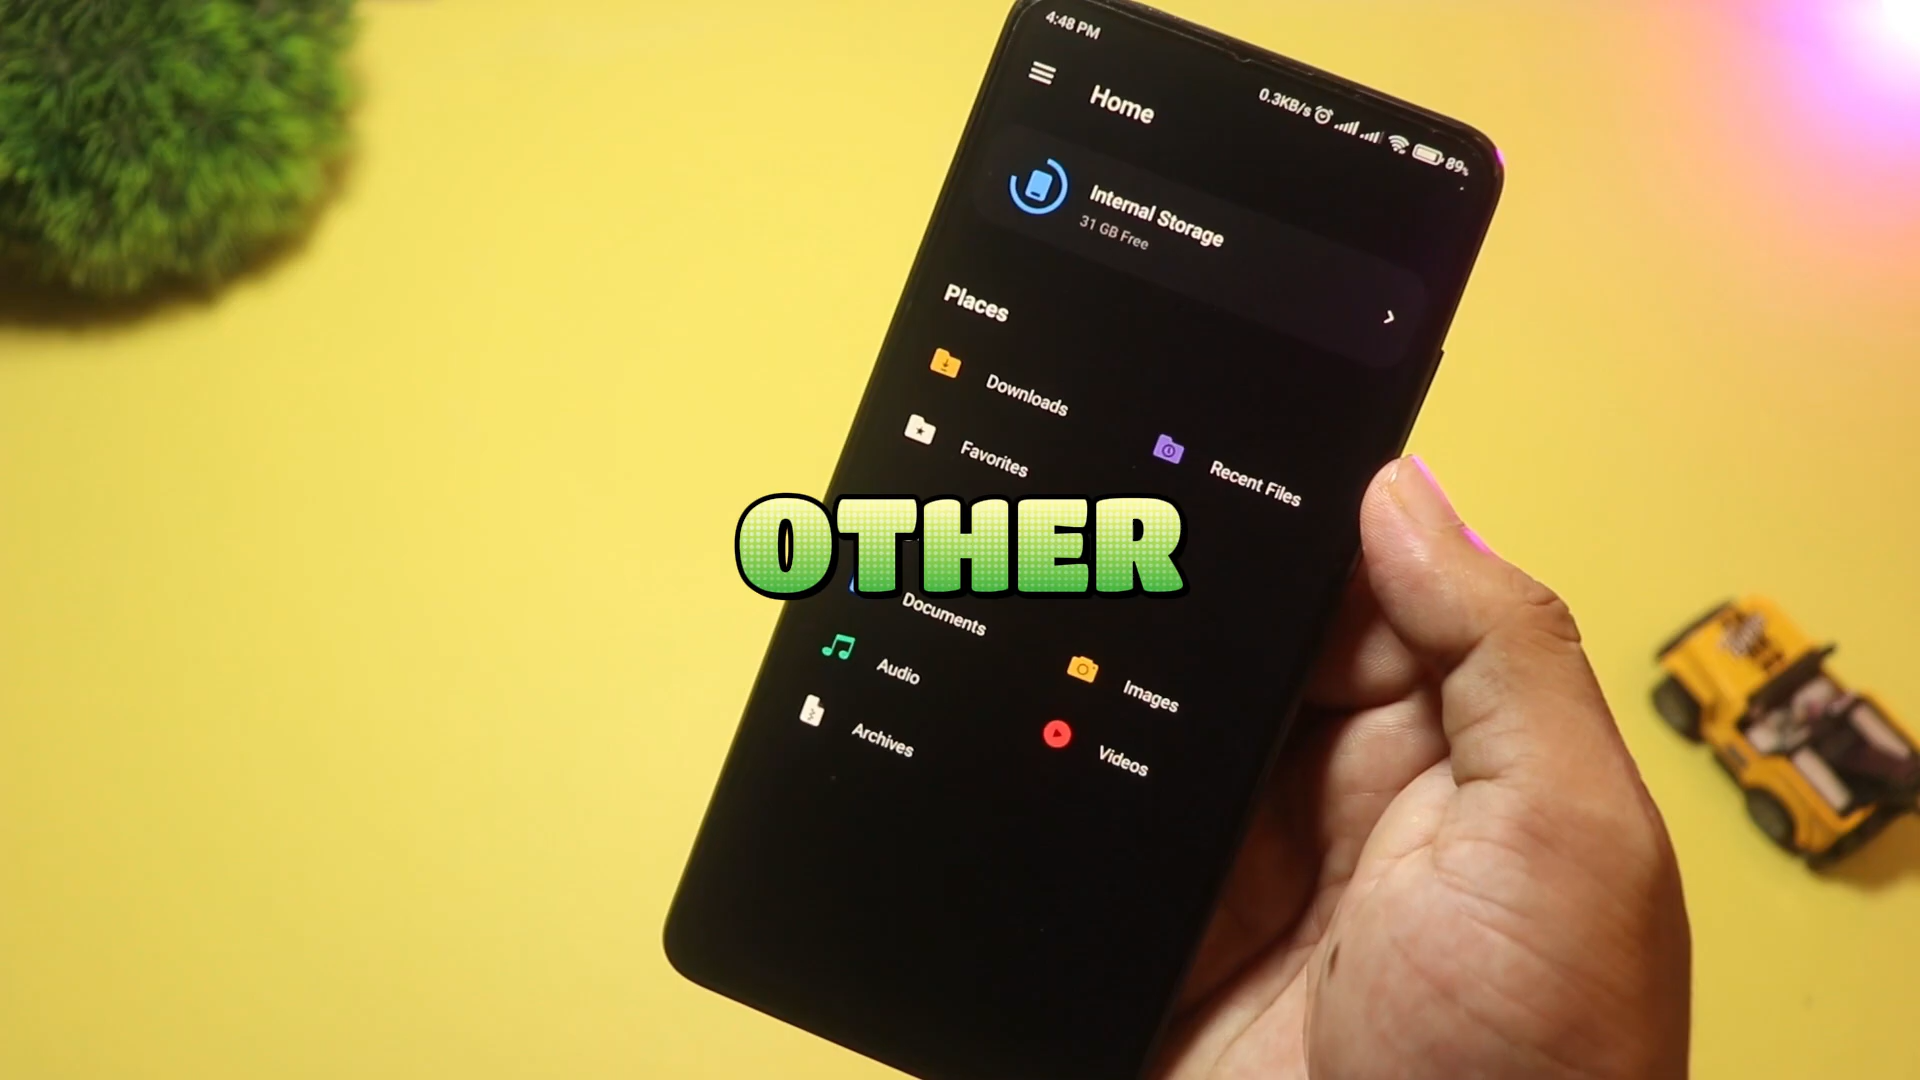 4:48 PM
0.3KB/s 89%
Home
Internal Storage
31 GB Free
Places
Downloads
Recent Files
Favorites
OTHER
Documents
Images
Audio
Videos
Archives